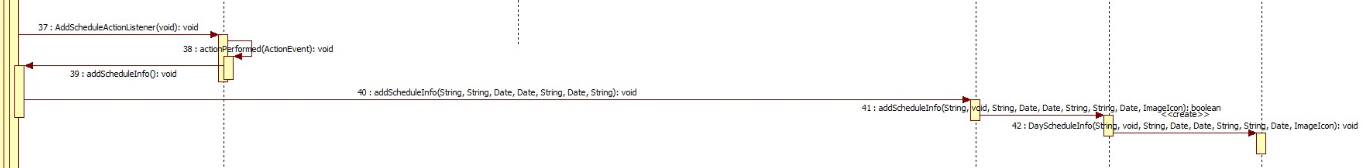 37 : AddScheduleActionListener(void): void
38 : actionPerformed(ActionEvent): void
39 : addScheduleInfo(): void
40 : addScheduleInfo(String, String, Date, Date, String, Date, String): void
41 : addScheduleInfo(String, void, String, Date, Date, String, String, Date, ImageIcon): boolean
<<create>>
42 : DayScheduleInfo(String, void, String, Date, Date, String, String, Date, ImageIcon): void